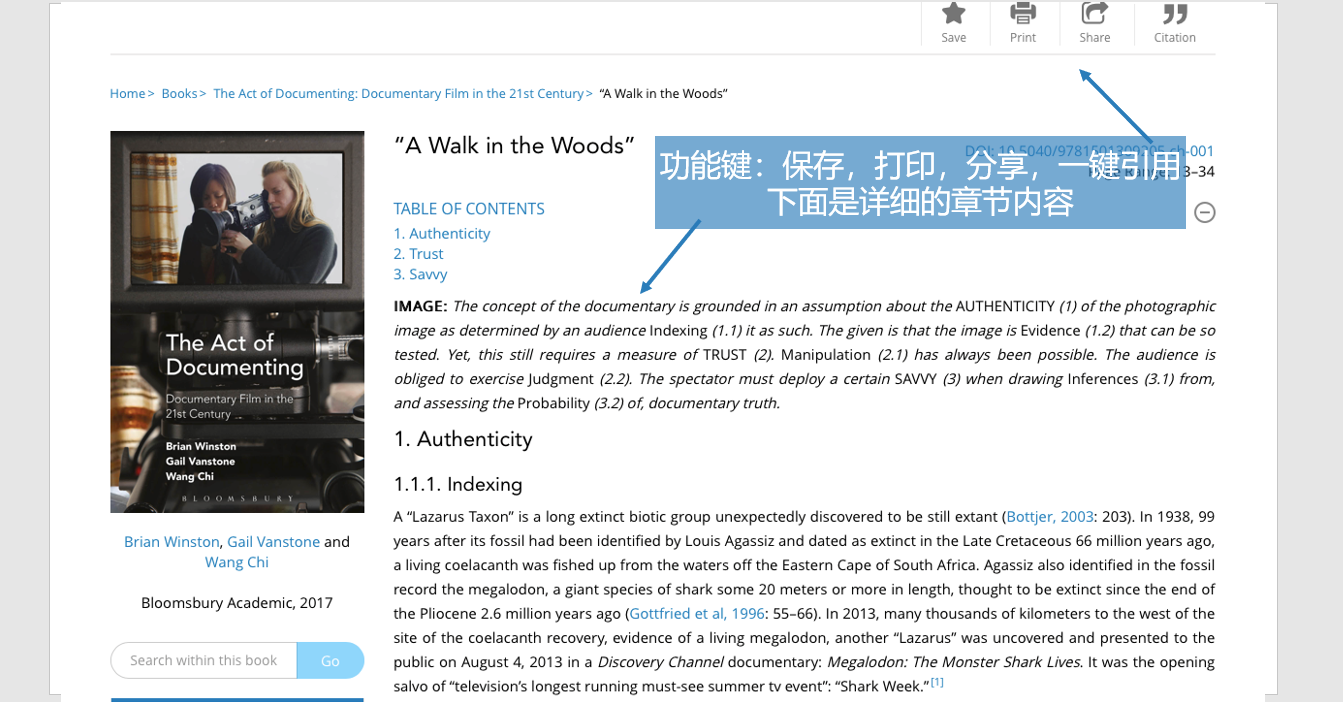 Save Print Share Citation
Home > Books > The Act of Documenting: Documentary Film in the 21st Century > “A Walk in the Woods”
“A Walk in the Woods”
功能键：保存，打印，分享，一键引用
下面是详细的章节内容
3–34
TABLE OF CONTENTS
1. Authenticity
2. Trust
3. Savvy
IMAGE: The concept of the documentary is grounded in an assumption about the AUTHENTICITY (1) of the photographic
image as determined by an audience Indexing (1.1) it as such. The given is that the image is Evidence (1.2) that can be so
tested. Yet, this still requires a measure of TRUST (2). Manipulation (2.1) has always been possible. The audience is
obliged to exercise Judgment (2.2). The spectator must deploy a certain SAVVY (3) when drawing Inferences (3.1) from,
and assessing the Probability (3.2) of, documentary truth.
1. Authenticity
1.1.1. Indexing
A “Lazarus Taxon” is a long extinct biotic group unexpectedly discovered to be still extant (Bottjer, 2003: 203). In 1938, 99
years after its fossil had been identified by Louis Agassiz and dated as extinct in the Late Cretaceous 66 million years ago,
a living coelacanth was fished up from the waters off the Eastern Cape of South Africa. Agassiz also identified in the fossil
record the megalodon, a giant species of shark some 20 meters or more in length, thought to be extinct since the end of
the Pliocene 2.6 million years ago (Gottfried et al, 1996: 55–66). In 2013, many thousands of kilometers to the west of the
site of the coelacanth recovery, evidence of a living megalodon, another “Lazarus” was uncovered and presented to the
public on August 4, 2013 in a Discovery Channel documentary: Megalodon: The Monster Shark Lives. It was the opening
salvo of “television’s longest running must-see summer tv event”: “Shark Week.”[1]
The Act of
Documenting
Documentary Film in the
21st Century
Brian Winston
Gail Vanstone
Wang Chi
BLOOMSBURY
Brian Winston, Gail Vanstone and
Wang Chi
Bloomsbury Academic, 2017
Search within this book Go